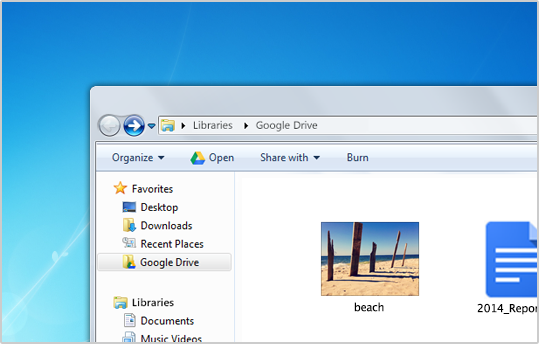 Libraries Google Drive
Organize Open Share with Burn
Favorites
Desktop
Downloads
Recent Places
Google Drive
Libraries
Documents
Music Videos
beach
2014_Repor